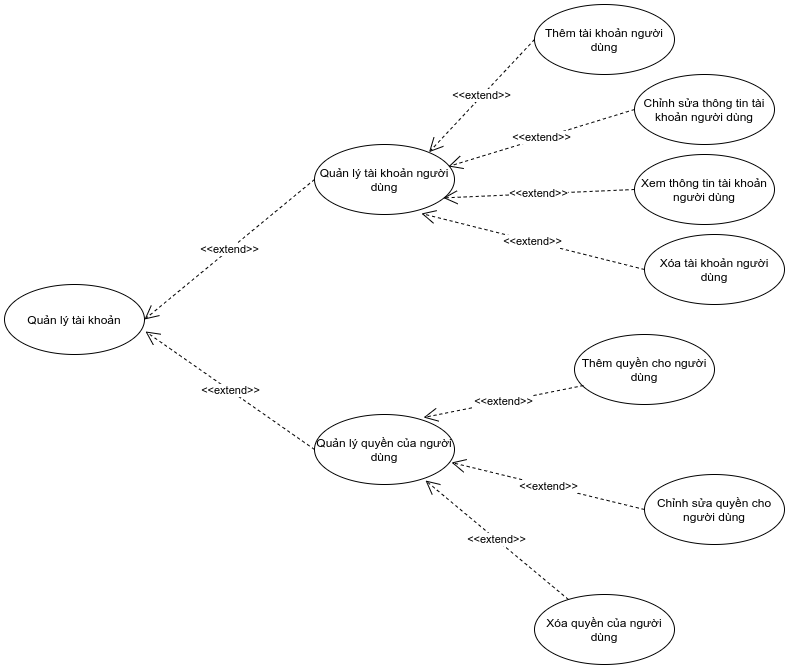 Thêm tài khoản người
dùng
<<extend>>
Chỉnh sửa thông tin tài
khoản người dùng
<<extend>>
Quản lý tài khoản người
dùng
Xem thông tin tài khoản
người dùng
<<extend>>
<<extend>>
Xóa tài khoản người
dùng
<<extend>>
Quản lý tài khoản
<<extend>>
Thêm quyền cho người
dùng
<<extend>>
Quản lý quyền của người
dùng
<<extend>>
Chỉnh sửa quyền cho
người dùng
<<extend>>
Xóa quyền của người
dùng